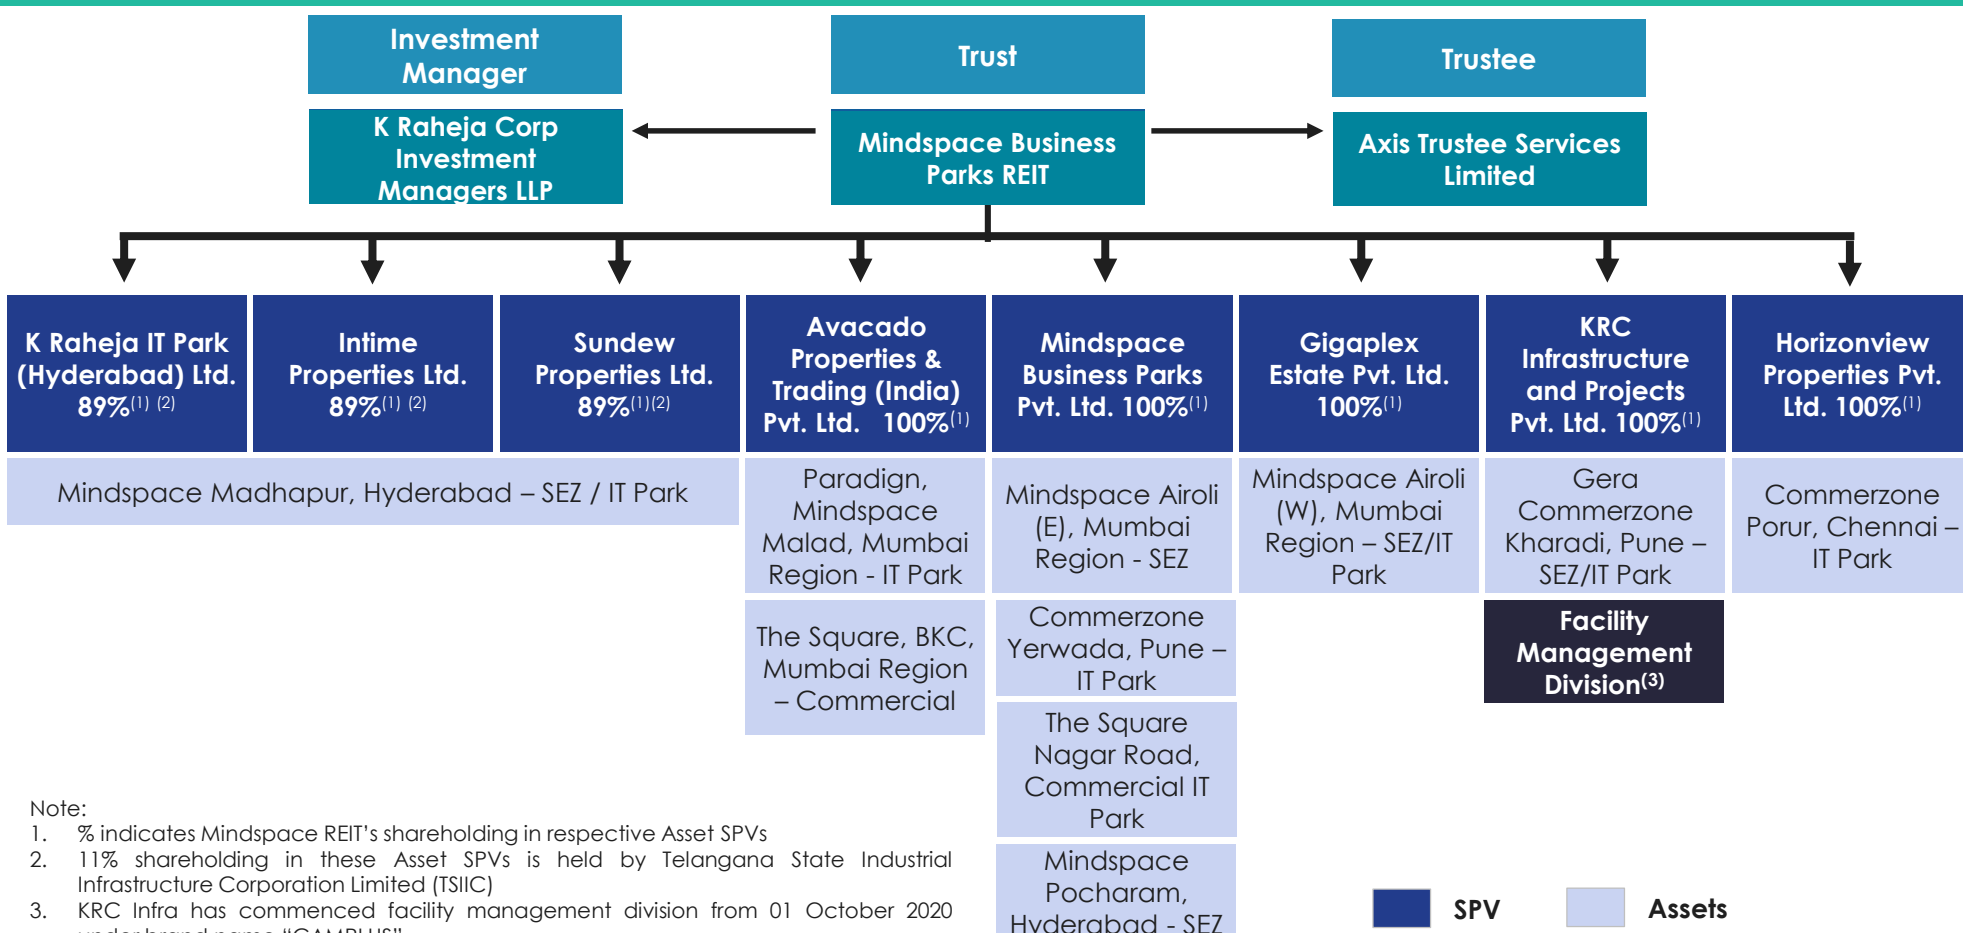 Investment
Manager
Trust
Trustee
K Raheja Corp
Investment
Managers LLP
Mindspace Business
Parks REIT
Axis Trustee Services
Limited
K Raheja IT Park
(Hyderabad) Ltd.
89%(1) (2)
Intime
Properties Ltd.
89%(1) (2)
Sundew
Properties Ltd.
89%(1)(2)
Avacado
Properties &
Trading (India)
Pvt. Ltd. 100%(1)
Mindspace
Business Parks
Pvt. Ltd. 100%(1)
Gigaplex
Estate Pvt. Ltd.
100%(1)
KRC
Infrastructure
and Projects
Pvt. Ltd. 100%(1)
Horizonview
Properties Pvt.
Ltd. 100%(1)
Mindspace Madhapur, Hyderabad – SEZ / IT Park
Paradign,
Mindspace
Malad, Mumbai
Region - IT Park
Mindspace Airoli
(E), Mumbai
Region - SEZ
Mindspace Airoli
(W), Mumbai
Region – SEZ/IT
Park
Gera
Commerzone
Kharadi, Pune –
SEZ/IT Park
Commerzone
Porur, Chennai –
IT Park
The Square, BKC,
Mumbai Region
– Commercial
Commerzone
Yerwada, Pune –
IT Park
Facility
Management
Division(3)
The Square
Nagar Road,
Commercial IT
Park
Mindspace
Pocharam,
Hyderabad - SEZ
Note:
1. % indicates Mindspace REIT’s shareholding in respective Asset SPVs
2. 11% shareholding in these Asset SPVs is held by Telangana State Industrial
Infrastructure Corporation Limited (TSIIC)
3. KRC Infra has commenced facility management division from 01 October 2020
under brand name “CAMPLUS”
SPV
Assets